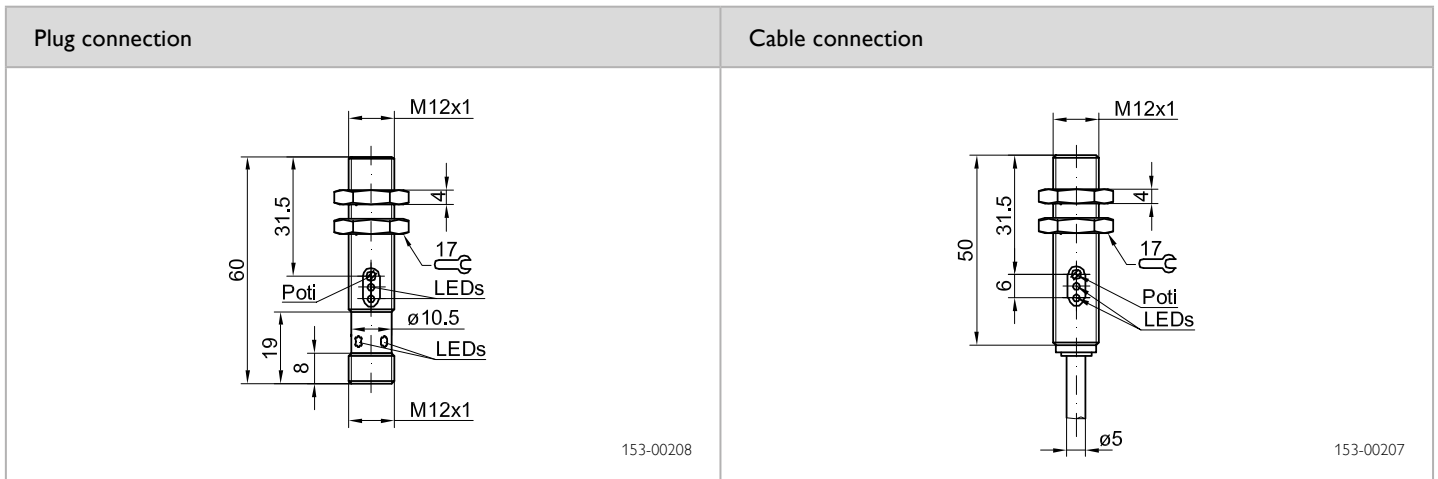 Plug connection
Cable connection
M12x1
4
31.5
60
17
Poti
LEDs
ø10.5
19
LEDs
8
M12x1
153-00208
M12x1
4
31.5
50
17
6
Poti
LEDs
ø5
153-00207